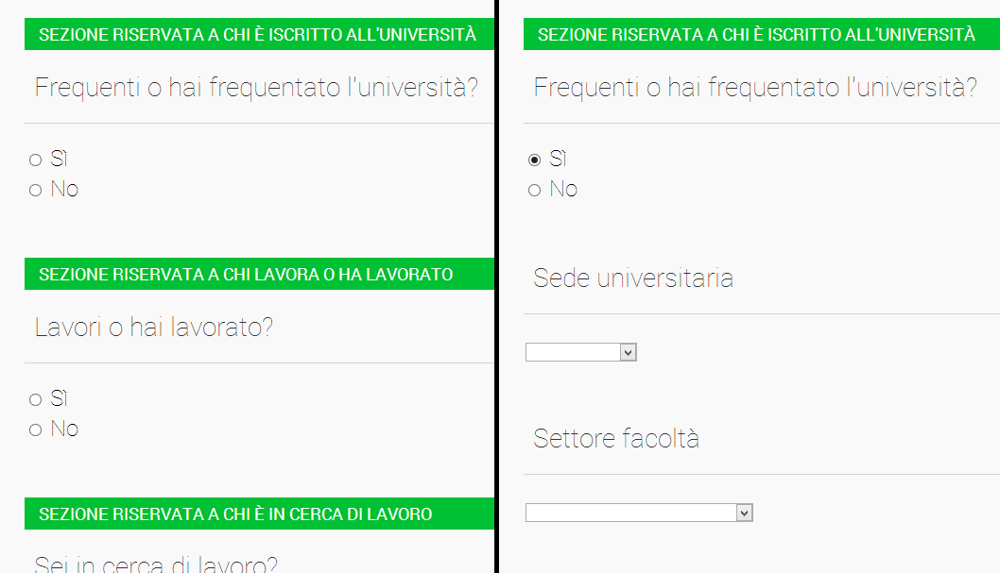 SEZIONE RISERVATA A CHI È ISCRITTO ALL'UNIVERSITÀ
Frequenti o hai frequentato l'università?
Sì
No
SEZIONE RISERVATA A CHI LAVORA O HA LAVORATO
Lavori o hai lavorato?
Sì
No
SEZIONE RISERVATA A CHI È IN CERCA DI LAVORO
Sei in cerca di lavoro?
SEZIONE RISERVATA A CHI È ISCRITTO ALL'UNIVERSITÀ
Frequenti o hai frequentato l'università?
Sì
No
Sede universitaria
Settore facoltà